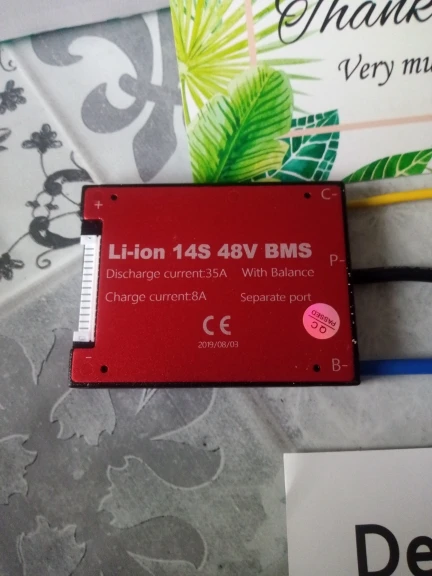 Thank
Very mu
+
C-
Li-ion 14S 48V BMS
P-
Discharge current:35A With Balance
Charge current:8A Separate port
QC
PASSED
CE
2019/08/03
-
B-
De